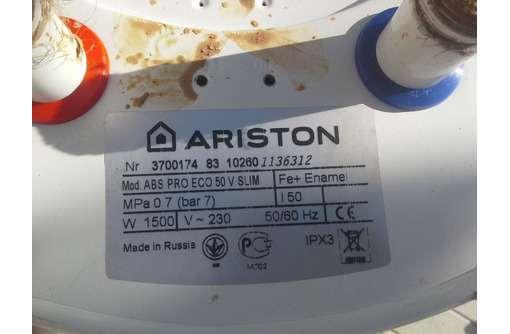 ARISTON
Nr 3700174 83 10260 1136312
Mod. ABS PRO ECO 50 V SLIM Fe+ Enamel
MPa 0,7 (bar 7) l 50
W 1500 V~ 230 50/60 Hz CE
Made in Russia IPX3